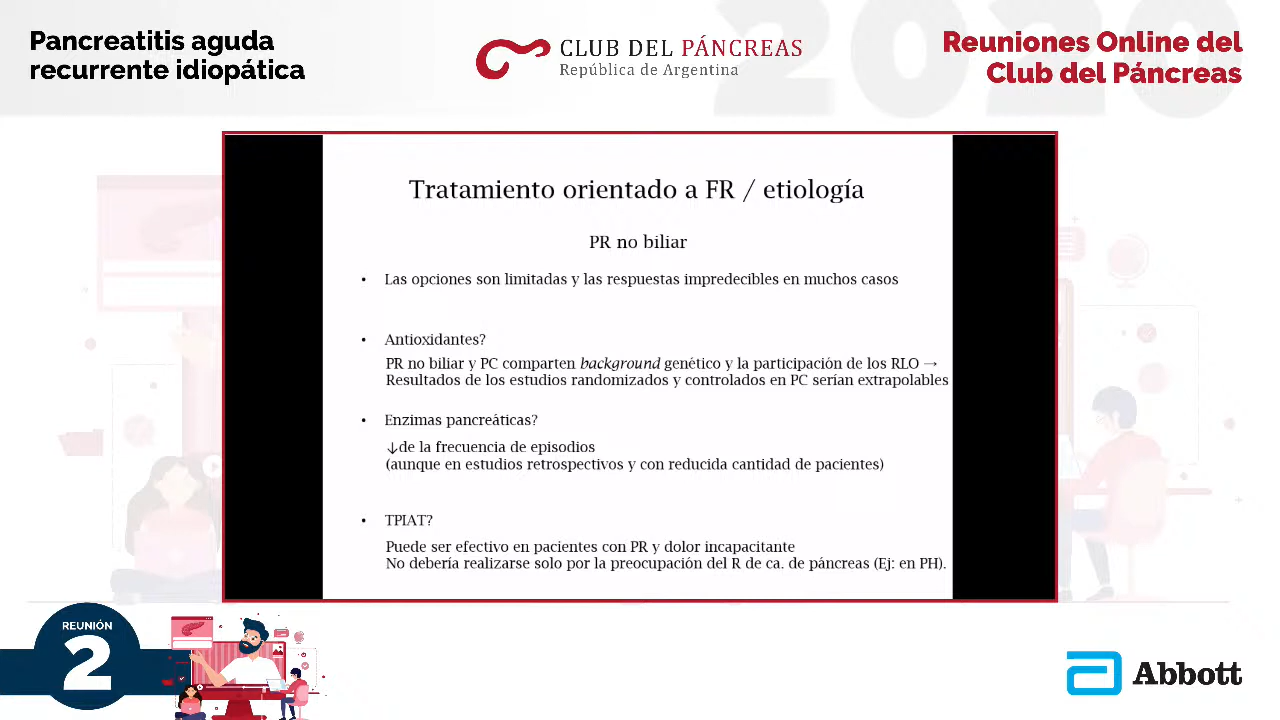 Pancreatitis aguda
recurrente idiopática
CLUB DEL PÁNCREAS
República de Argentina
2020
Reuniones Online del
Club del Páncreas
Tratamiento orientado a FR / etiología
PR no biliar
• Las opciones son limitadas y las respuestas impredecibles en muchos casos
• Antioxidantes?
PR no biliar y PC comparten background genético y la participación de los RLO →
Resultados de los estudios randomizados y controlados en PC serían extrapolables
• Enzimas pancreáticas?
↓de la frecuencia de episodios
(aunque en estudios retrospectivos y con reducida cantidad de pacientes)
• TPIAT?
Puede ser efectivo en pacientes con PR y dolor incapacitante
No debería realizarse solo por la preocupación del R de ca. de páncreas (Ej: en PH).
REUNIÓN
2
Abbott